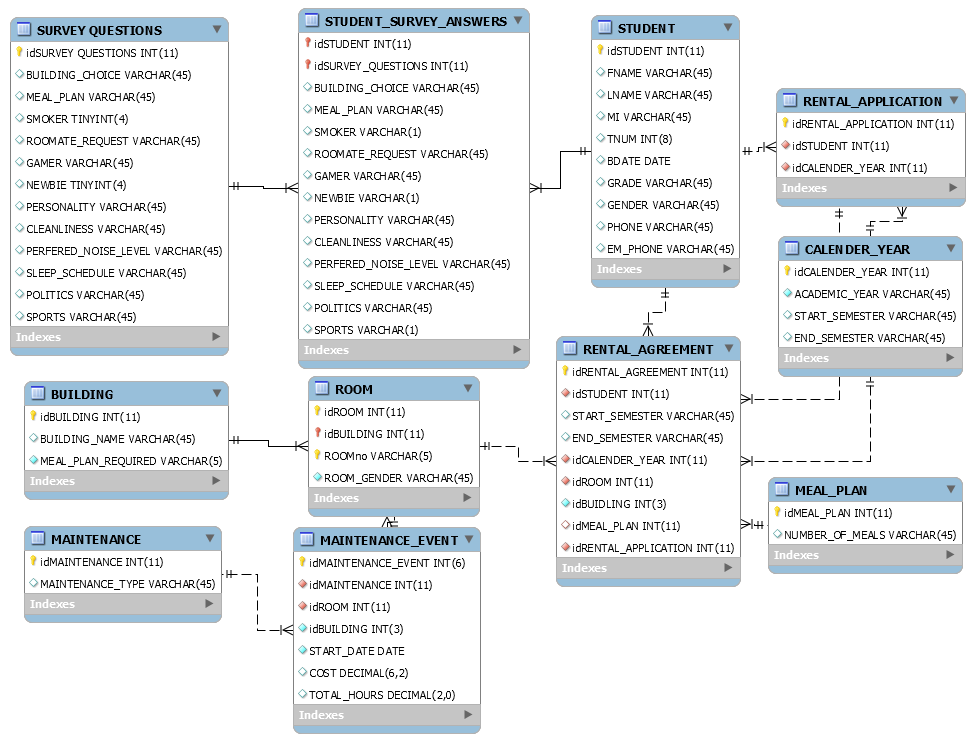 SURVEY QUESTIONS
idSURVEY QUESTIONS INT(11)
BUILDING_CHOICE VARCHAR(45)
MEAL_PLAN VARCHAR(45)
SMOKER TINYINT(4)
ROOMATE_REQUEST VARCHAR(45)
GAMER VARCHAR(45)
NEWBIE TINYINT(4)
PERSONALITY VARCHAR(45)
CLEANLINESS VARCHAR(45)
PERFERED_NOISE_LEVEL VARCHAR(45)
SLEEP_SCHEDULE VARCHAR(45)
POLITICS VARCHAR(45)
SPORTS VARCHAR(45)
Indexes
STUDENT_SURVEY_ANSWERS
idSTUDENT INT(11)
idSURVEY_QUESTIONS INT(11)
BUILDING_CHOICE VARCHAR(45)
MEAL_PLAN VARCHAR(45)
SMOKER VARCHAR(1)
ROOMATE_REQUEST VARCHAR(45)
GAMER VARCHAR(45)
NEWBIE VARCHAR(1)
PERSONALITY VARCHAR(45)
CLEANLINESS VARCHAR(45)
PERFERED_NOISE_LEVEL VARCHAR(45)
SLEEP_SCHEDULE VARCHAR(45)
POLITICS VARCHAR(45)
SPORTS VARCHAR(1)
Indexes
STUDENT
idSTUDENT INT(11)
FNAME VARCHAR(45)
LNAME VARCHAR(45)
MI VARCHAR(45)
TNUM INT(8)
BDATE DATE
GRADE VARCHAR(45)
GENDER VARCHAR(45)
PHONE VARCHAR(45)
EM_PHONE VARCHAR(45)
Indexes
RENTAL_APPLICATION
idRENTAL_APPLICATION INT(11)
idSTUDENT INT(11)
idCALENDER_YEAR INT(11)
Indexes
CALENDER_YEAR
idCALENDER_YEAR INT(11)
ACADEMIC_YEAR VARCHAR(45)
START_SEMESTER VARCHAR(45)
END_SEMESTER VARCHAR(45)
Indexes
RENTAL_AGREEMENT
idRENTAL_AGREEMENT INT(11)
idSTUDENT INT(11)
START_SEMESTER VARCHAR(45)
END_SEMESTER VARCHAR(45)
idCALENDER_YEAR INT(11)
idROOM INT(11)
idBUIDLING INT(3)
idMEAL_PLAN INT(11)
idRENTAL_APPLICATION INT(11)
Indexes
BUILDING
idBUILDING INT(11)
BUILDING_NAME VARCHAR(45)
MEAL_PLAN_REQUIRED VARCHAR(5)
Indexes
ROOM
idROOM INT(11)
idBUILDING INT(11)
ROOMno VARCHAR(5)
ROOM_GENDER VARCHAR(45)
Indexes
MEAL_PLAN
idMEAL_PLAN INT(11)
NUMBER_OF_MEALS VARCHAR(45)
Indexes
MAINTENANCE
idMAINTENANCE INT(11)
MAINTENANCE_TYPE VARCHAR(45)
Indexes
MAINTENANCE_EVENT
idMAINTENANCE_EVENT INT(6)
idMAINTENANCE INT(11)
idROOM INT(11)
idBUILDING INT(3)
START_DATE DATE
COST DECIMAL(6,2)
TOTAL_HOURS DECIMAL(2,0)
Indexes